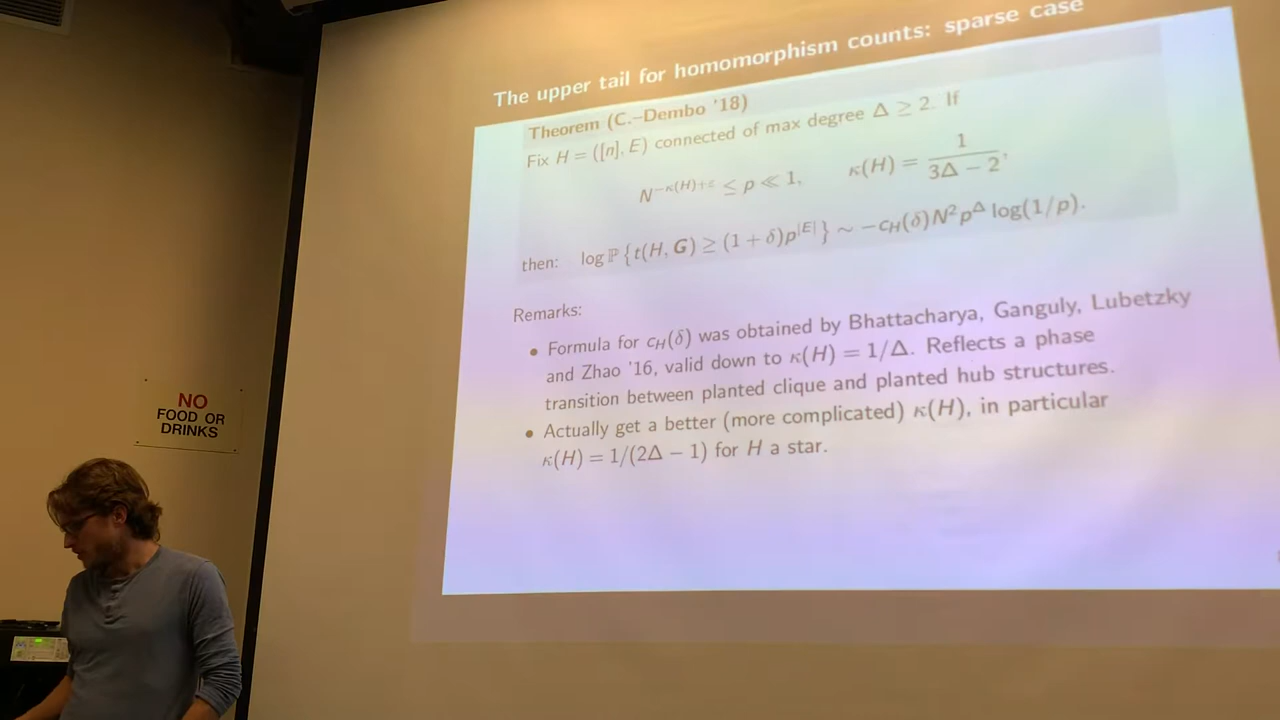 The upper tail for homomorphism counts: sparse case
Theorem (C.–Dembo '18)
Fix H = ([n], E) connected of max degree Δ ≥ 2. If
N^{−κ(H)+ε} ≤ p ≪ 1, κ(H) = 1/(3Δ − 2),
then: log ℙ{t(H, G) ≥ (1 + δ)p^{|E|}} ∼ −c_H(δ)N²p^Δ log(1/p).
Remarks:
• Formula for c_H(δ) was obtained by Bhattacharya, Ganguly, Lubetzky
and Zhao '16, valid down to κ(H) = 1/Δ. Reflects a phase
transition between planted clique and planted hub structures.
• Actually get a better (more complicated) κ(H), in particular
κ(H) = 1/(2Δ − 1) for H a star.
NO
FOOD OR
DRINKS